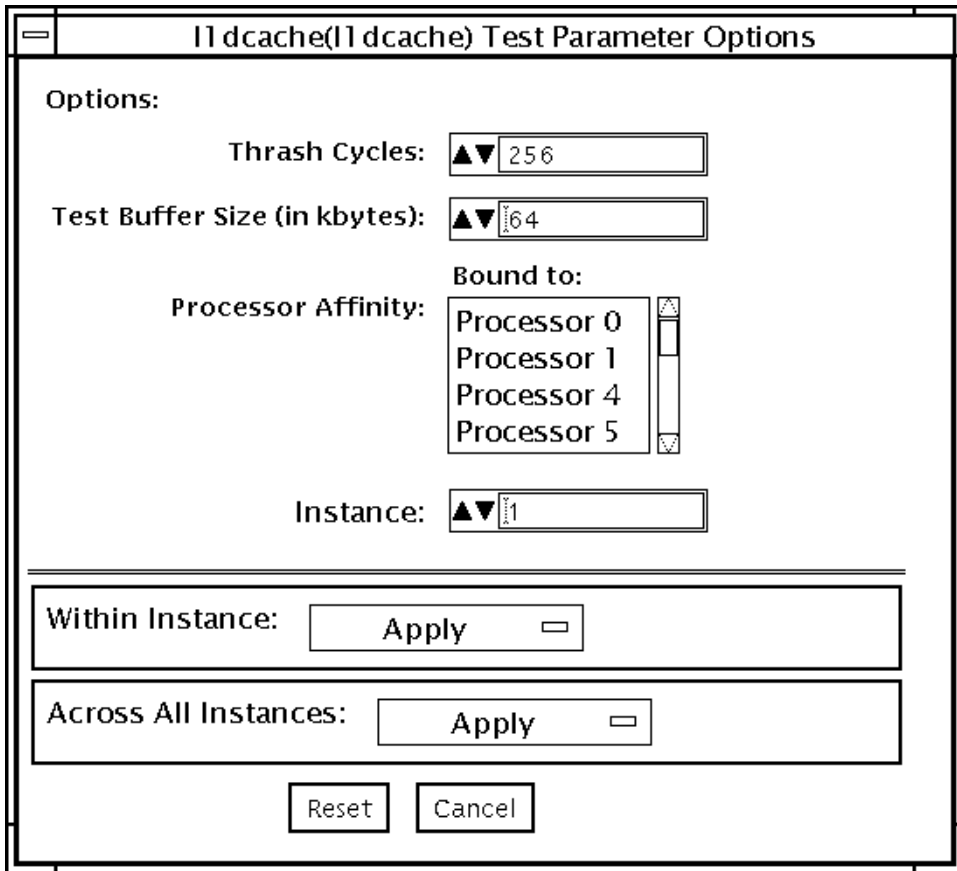 l1dcache(l1dcache) Test Parameter Options
Options:
Thrash Cycles: 256
Test Buffer Size (in kbytes): 64
Bound to:
Processor Affinity:
Processor 0
Processor 1
Processor 4
Processor 5
Instance: 1
Within Instance: Apply
Across All Instances: Apply
Reset Cancel